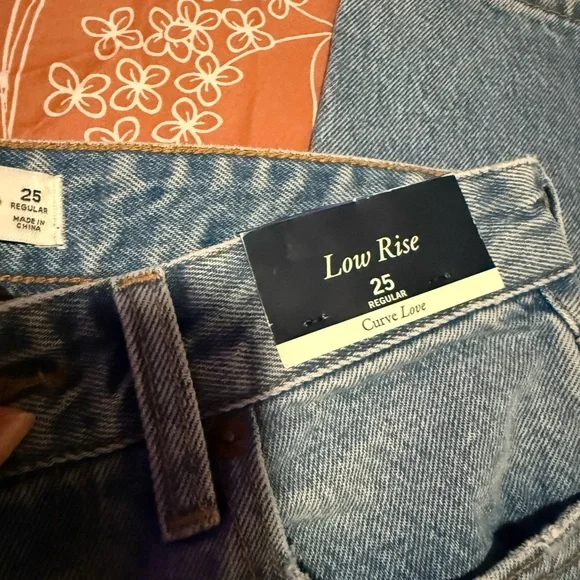 25
REGULAR
MADE IN
CHINA
Low Rise
25
REGULAR
Curve Love